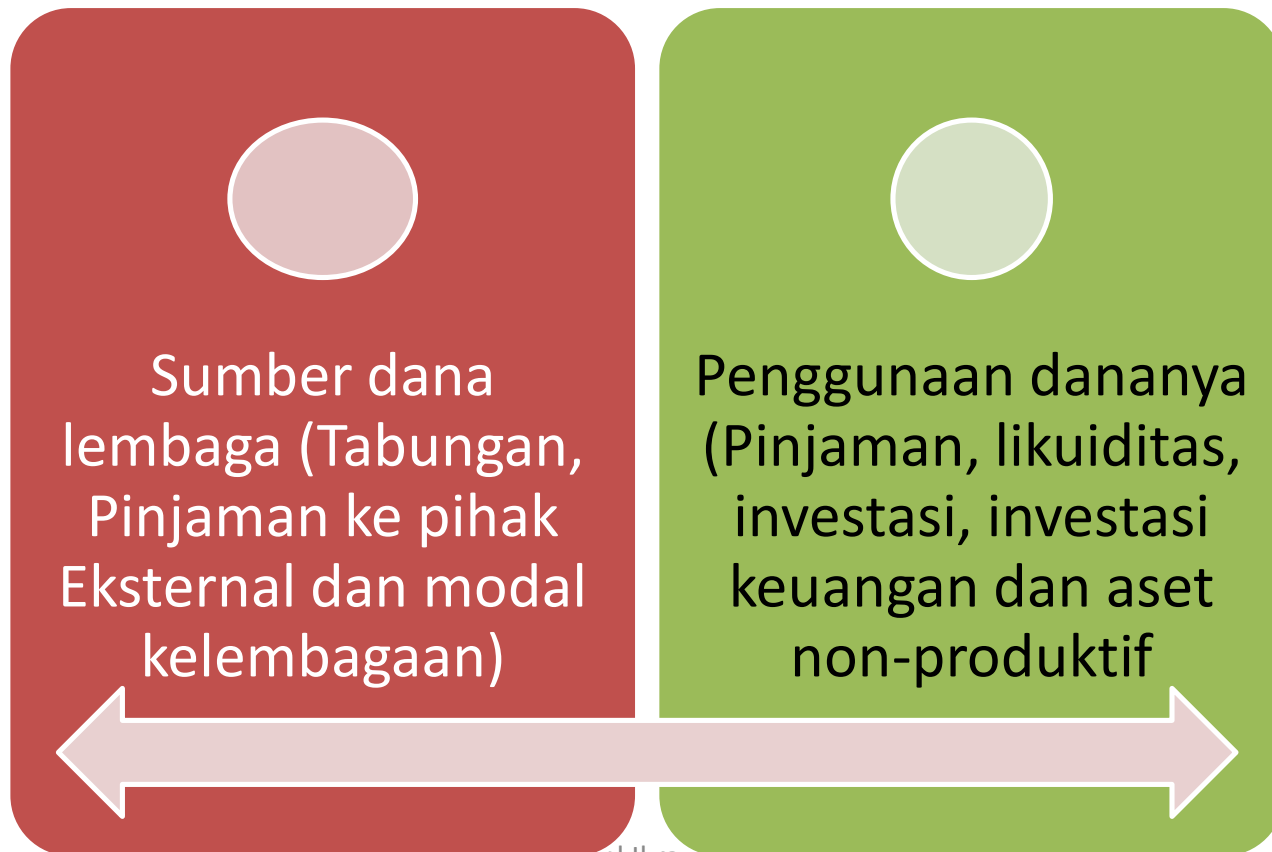 Sumber dana
lembaga (Tabungan,
Pinjaman ke pihak
Eksternal dan modal
kelembagaan)
Penggunaan dananya
(Pinjaman, likuiditas,
investasi, investasi
keuangan dan aset
non-produktif